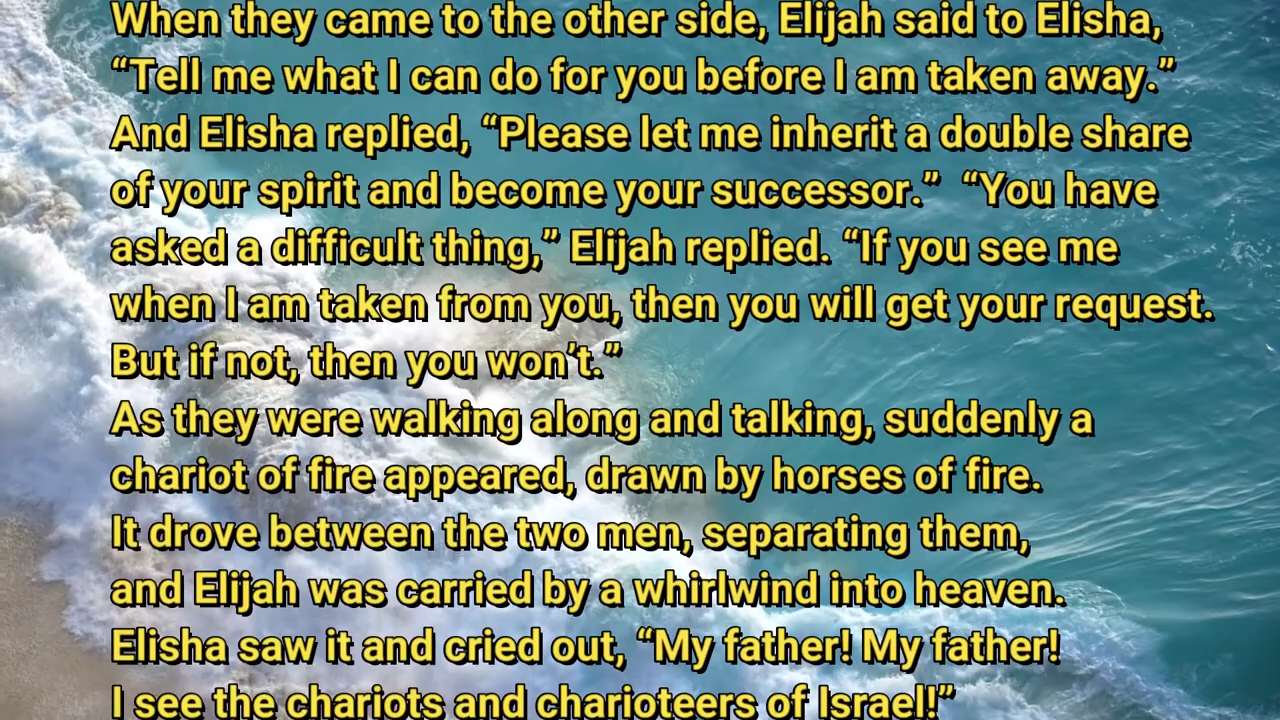 When they came to the other side, Elijah said to Elisha,
“Tell me what I can do for you before I am taken away.”
And Elisha replied, “Please let me inherit a double share
of your spirit and become your successor.”  “You have
asked a difficult thing,” Elijah replied. “If you see me
when I am taken from you, then you will get your request.
But if not, then you won’t.”
As they were walking along and talking, suddenly a
chariot of fire appeared, drawn by horses of fire.
It drove between the two men, separating them,
and Elijah was carried by a whirlwind into heaven.
Elisha saw it and cried out, “My father! My father!
I see the chariots and charioteers of Israel!”